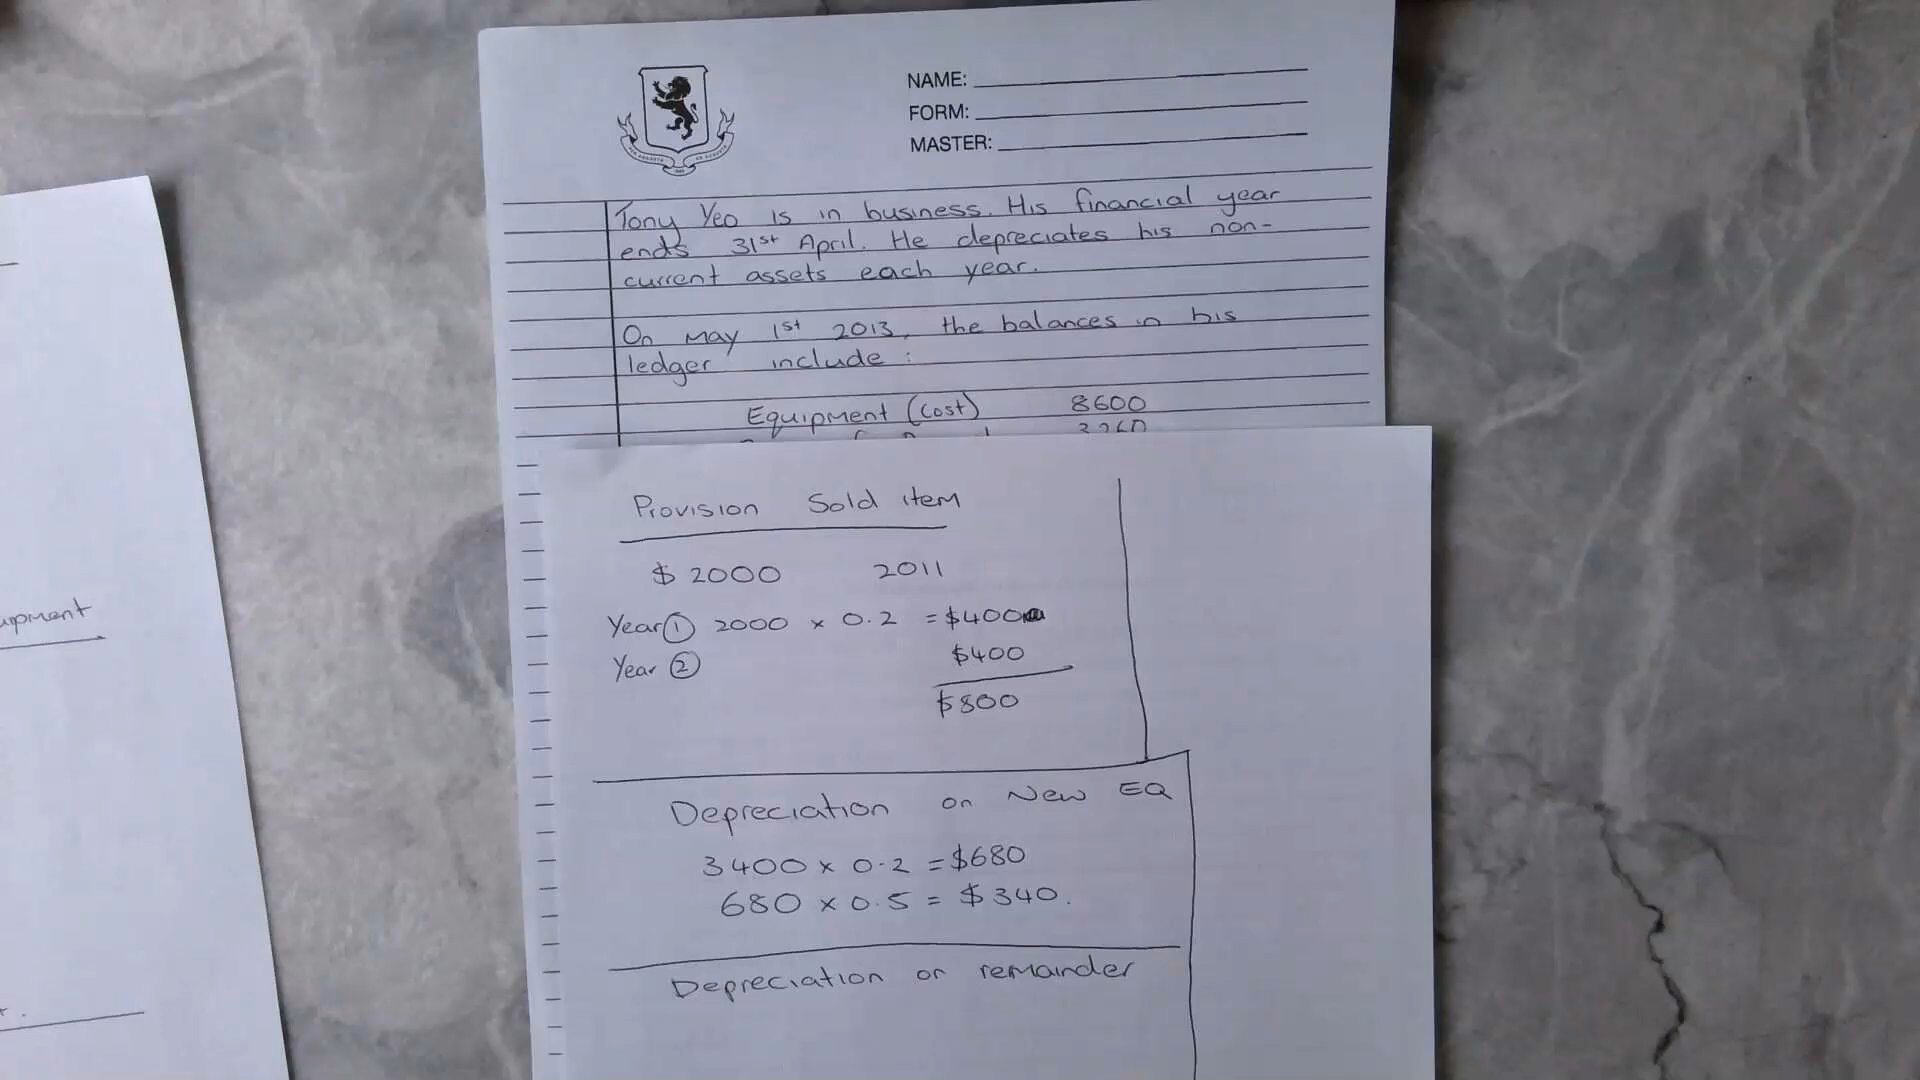 NAME:
FORM:
MASTER:
Tony Yeo is in business. His financial year
ends 31st April. He depreciates his non-
current assets each year.
On may 1st 2013, the balances in his
ledger include :
Equipment (cost) 8600
Provision Sold item
$ 2000 2011
Year ① 2000 x 0.2 = $400
Year ② $400
$800
Depreciation on New EQ
3400 x 0.2 = $680
680 x 0.5 = $340.
Depreciation on remainder